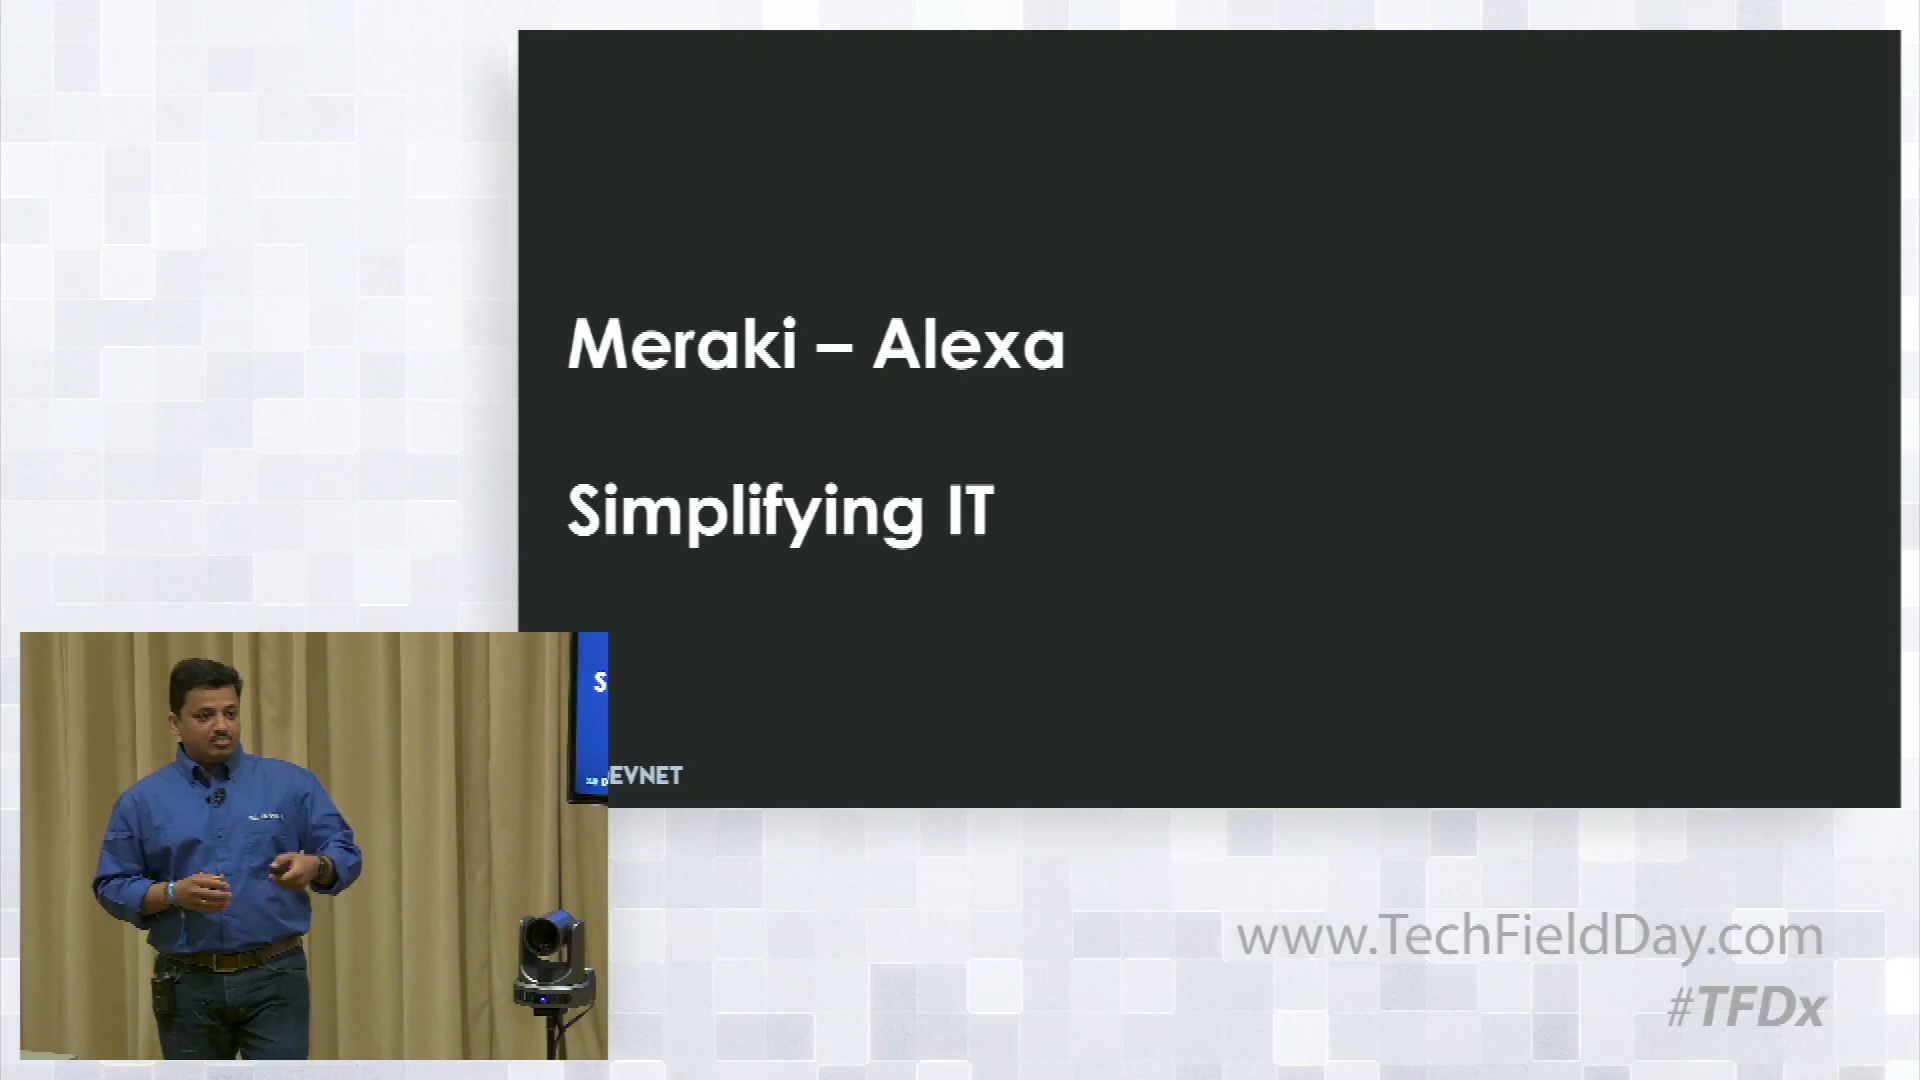 Meraki – Alexa
Simplifying IT
S
D
EVNET
www.TechFieldDay.com
#TFDx